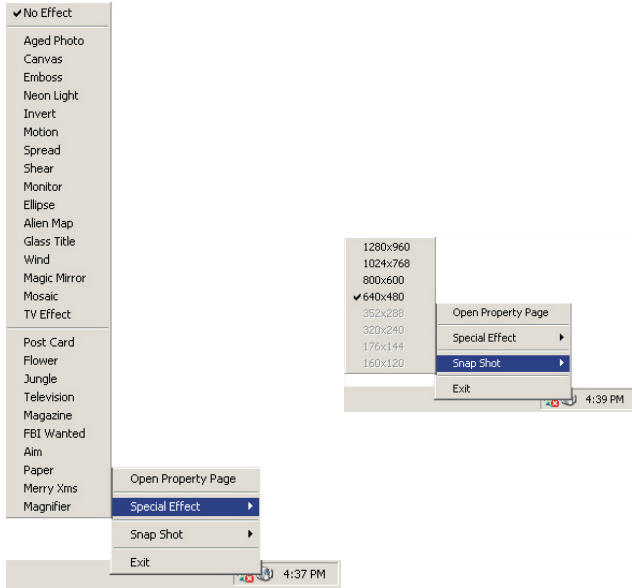 No Effect
Aged Photo
Canvas
Emboss
Neon Light
Invert
Motion
Spread
Shear
Monitor
Ellipse
Alien Map
Glass Title
Wind
Magic Mirror
Mosaic
TV Effect
Post Card
Flower
Jungle
Television
Magazine
FBI Wanted
Aim
Paper
Merry Xms
Magnifier
Open Property Page
Special Effect
Snap Shot
Exit
4:37 PM
1280x960
1024x768
800x600
640x480
352x288
320x240
176x144
160x120
Open Property Page
Special Effect
Snap Shot
Exit
4:39 PM